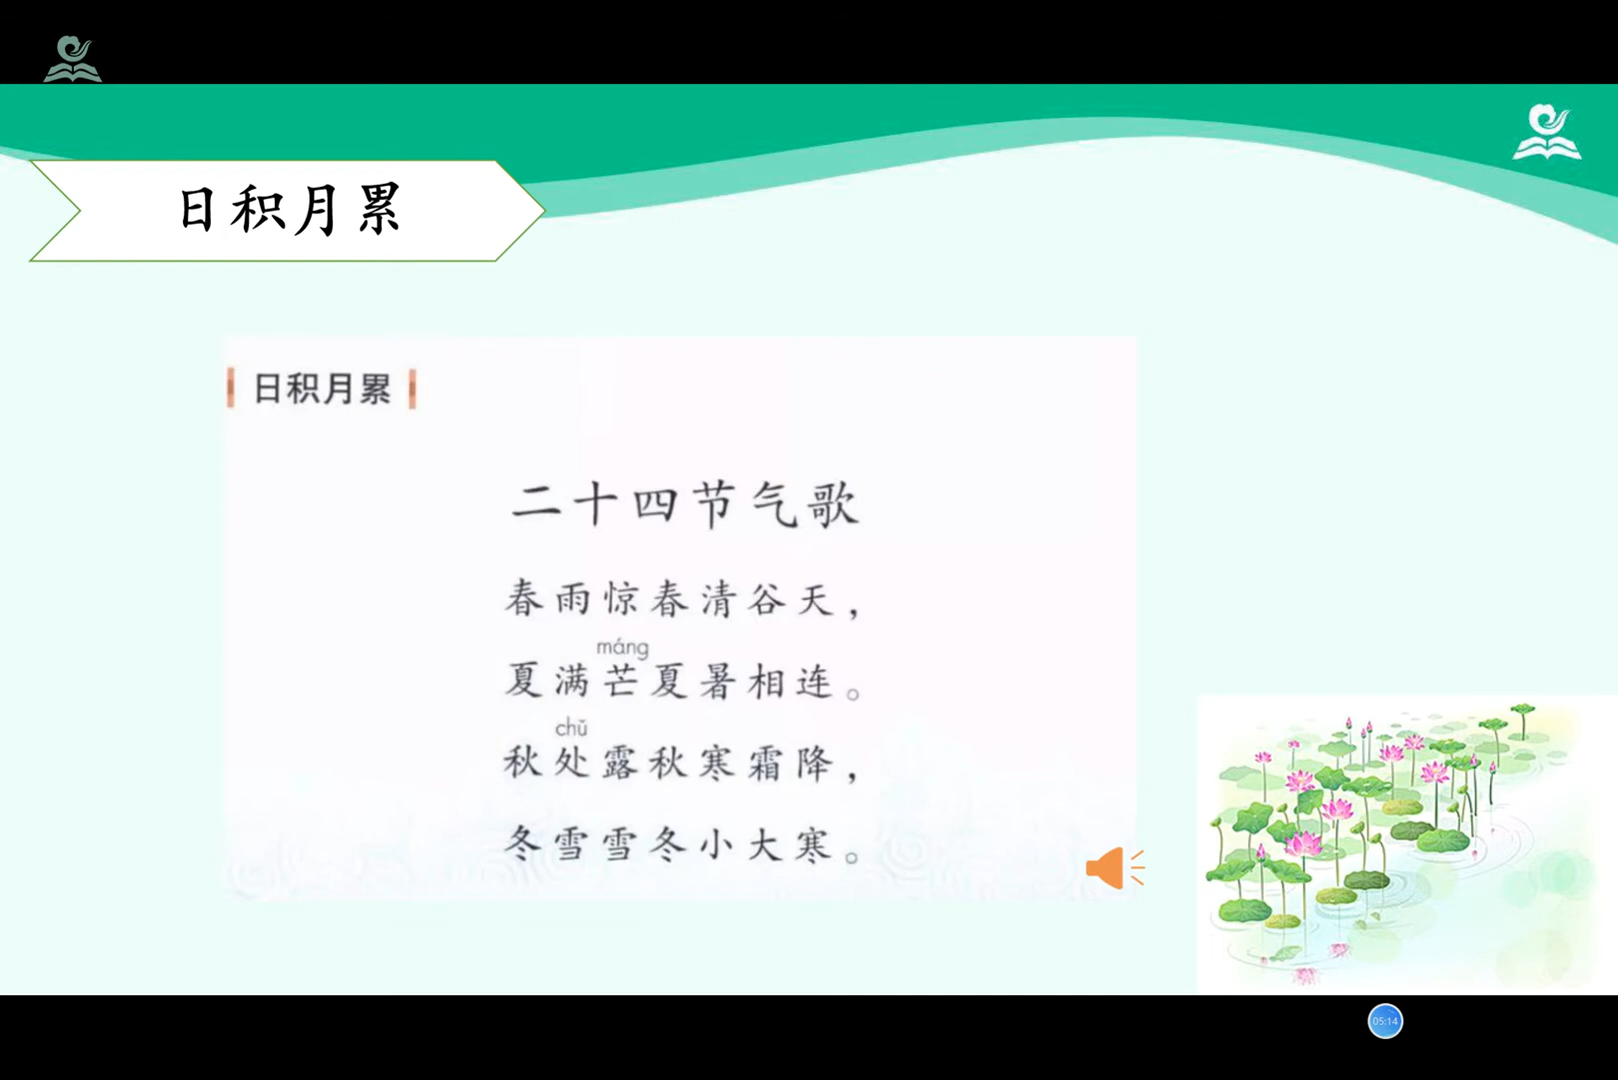 日积月累
日积月累
二十四节气歌
春雨惊春清谷天，
máng
夏满芒夏暑相连。
chǔ
秋处露秋寒霜降，
冬雪雪冬小大寒。
05:14